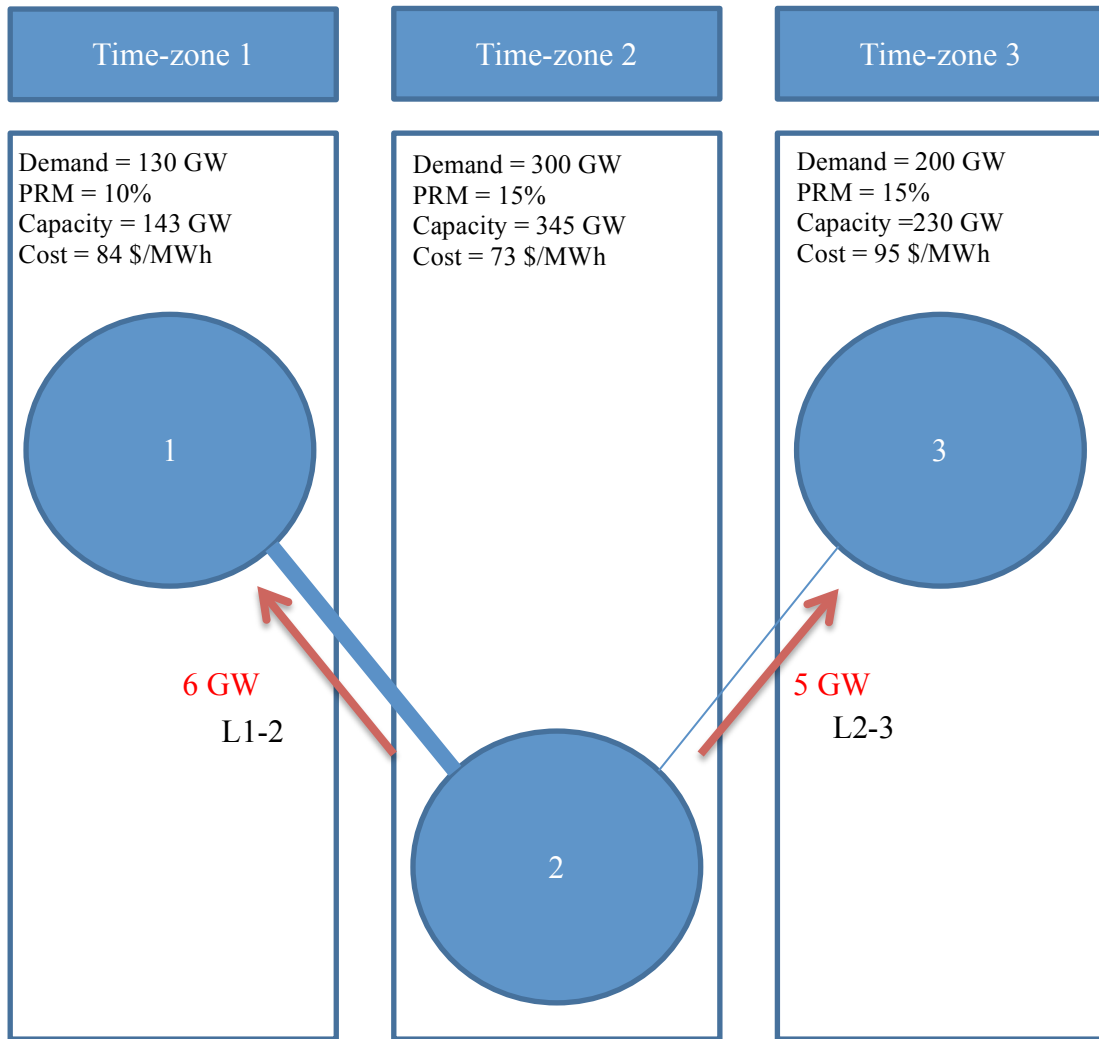 Time-zone 1
Time-zone 2
Time-zone 3
Demand = 130 GW
PRM = 10%
Capacity = 143 GW
Cost = 84 $/MWh
Demand = 300 GW
PRM = 15%
Capacity = 345 GW
Cost = 73 $/MWh
Demand = 200 GW
PRM = 15%
Capacity =230 GW
Cost = 95 $/MWh
1
3
6 GW
L1-2
5 GW
L2-3
2